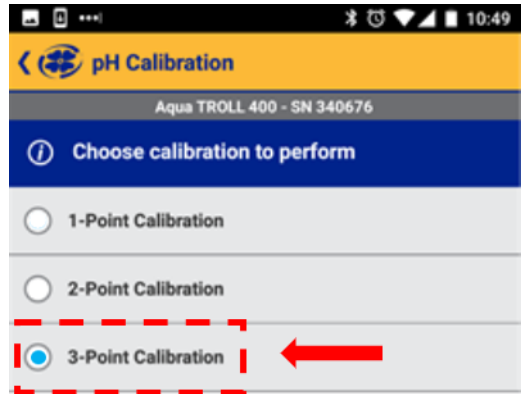 10:49
pH Calibration
Aqua TROLL 400 - SN 340676
Choose calibration to perform
1-Point Calibration
2-Point Calibration
3-Point Calibration